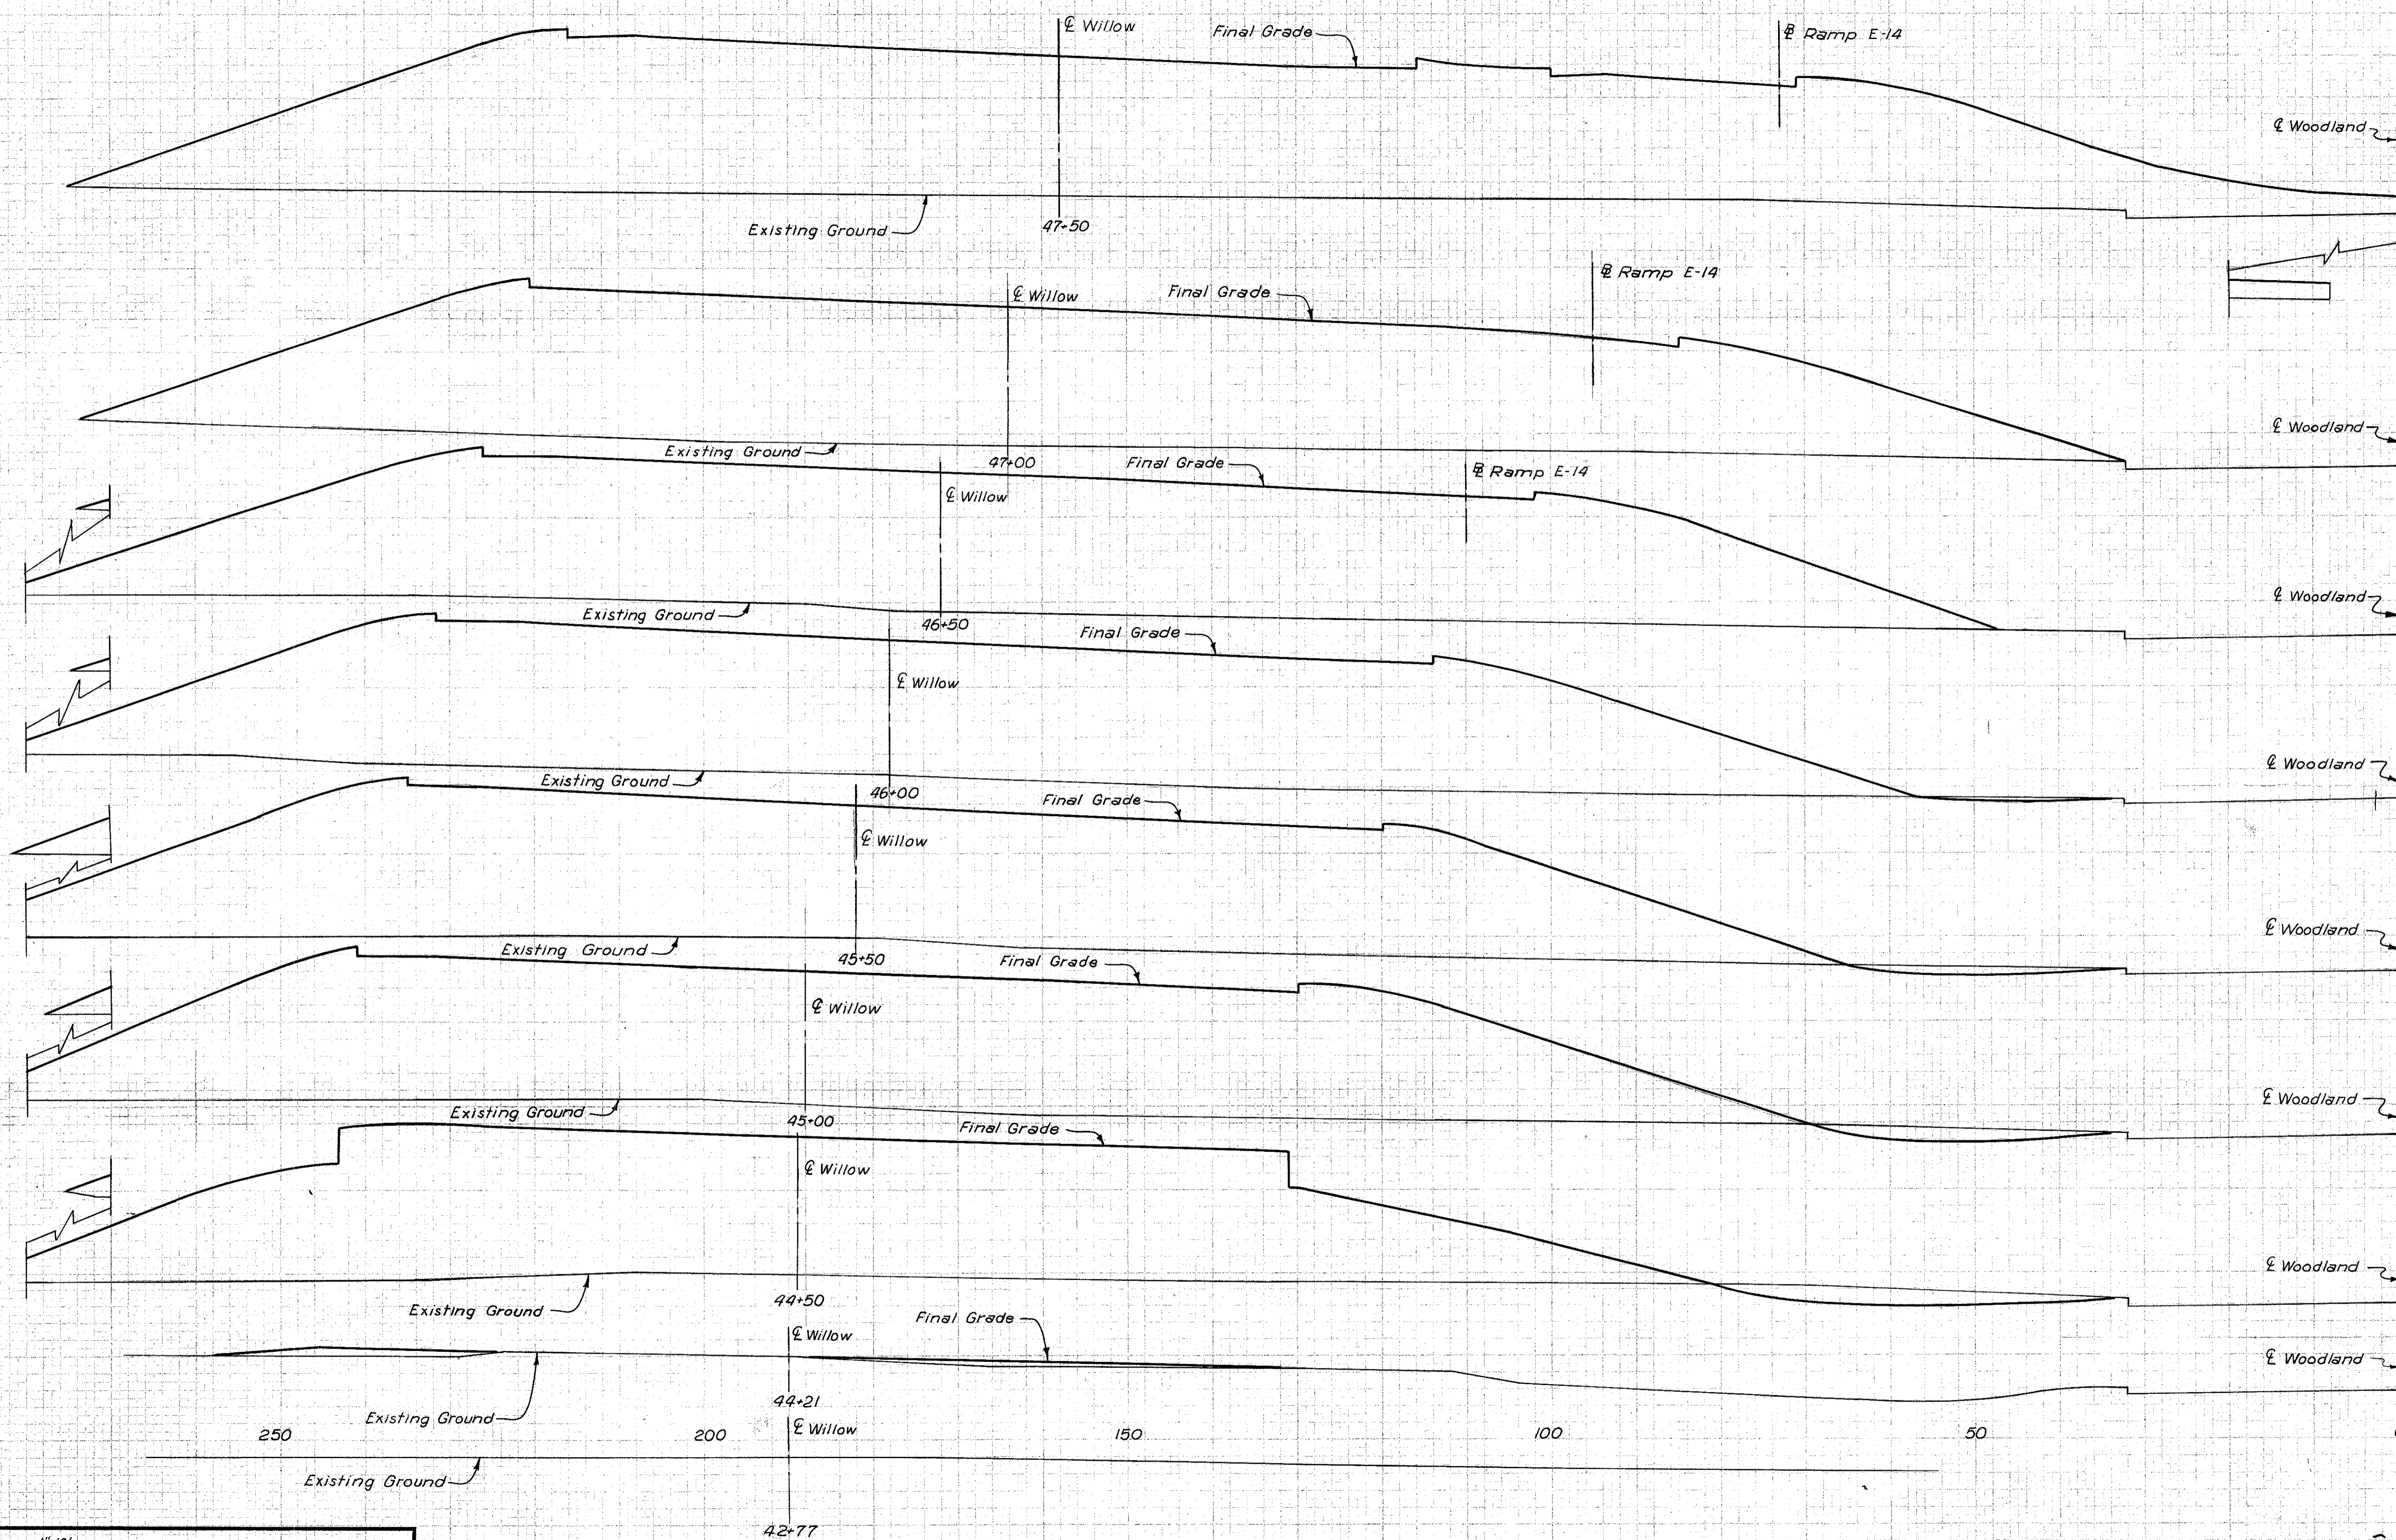 ℄ Willow
Final Grade
Ramp E-14
℄ Woodland
Existing Ground
47+50
Ramp E-14
℄ Willow
Final Grade
℄ Woodland
Existing Ground
47+00
Final Grade
Ramp E-14
℄ Willow
℄ Woodland
Existing Ground
46+50
Final Grade
℄ Willow
℄ Woodland
Existing Ground
46+00
Final Grade
℄ Willow
℄ Woodland
Existing Ground
45+50
Final Grade
℄ Willow
℄ Woodland
Existing Ground
45+00
Final Grade
℄ Willow
℄ Woodland
Existing Ground
44+50
Final Grade
℄ Willow
℄ Woodland
44+21
Existing Ground
℄ Willow
250 200 150 100 50
Existing Ground
42+77